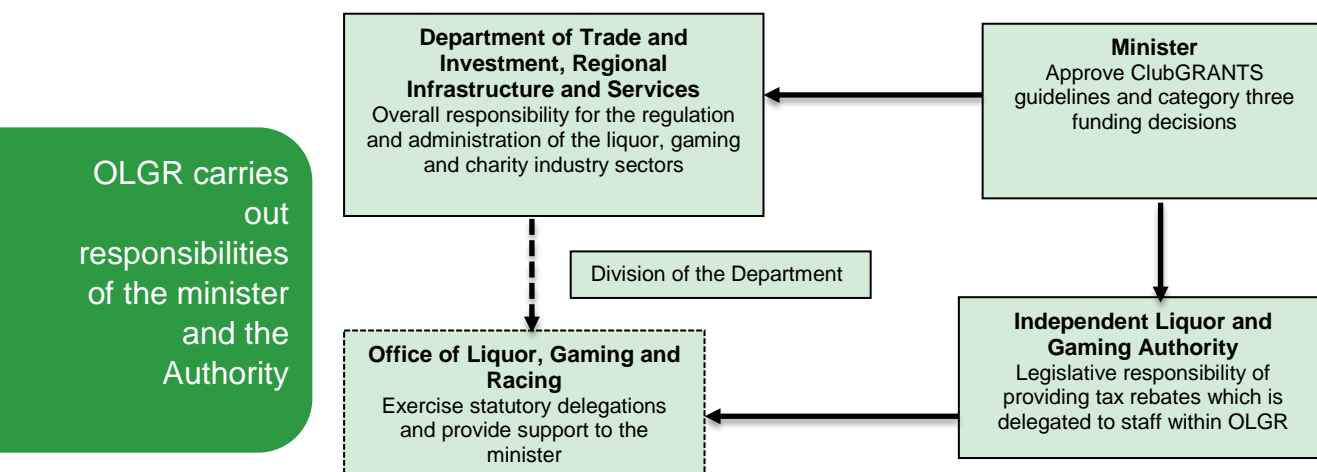 OLGR carries
out
responsibilities
of the minister
and the
Authority
Department of Trade and
Investment, Regional
Infrastructure and Services
Overall responsibility for the regulation
and administration of the liquor, gaming
and charity industry sectors
Minister
Approve ClubGRANTS
guidelines and category three
funding decisions
Division of the Department
Office of Liquor, Gaming and
Racing
Exercise statutory delegations
and provide support to the
minister
Independent Liquor and
Gaming Authority
Legislative responsibility of
providing tax rebates which is
delegated to staff within OLGR